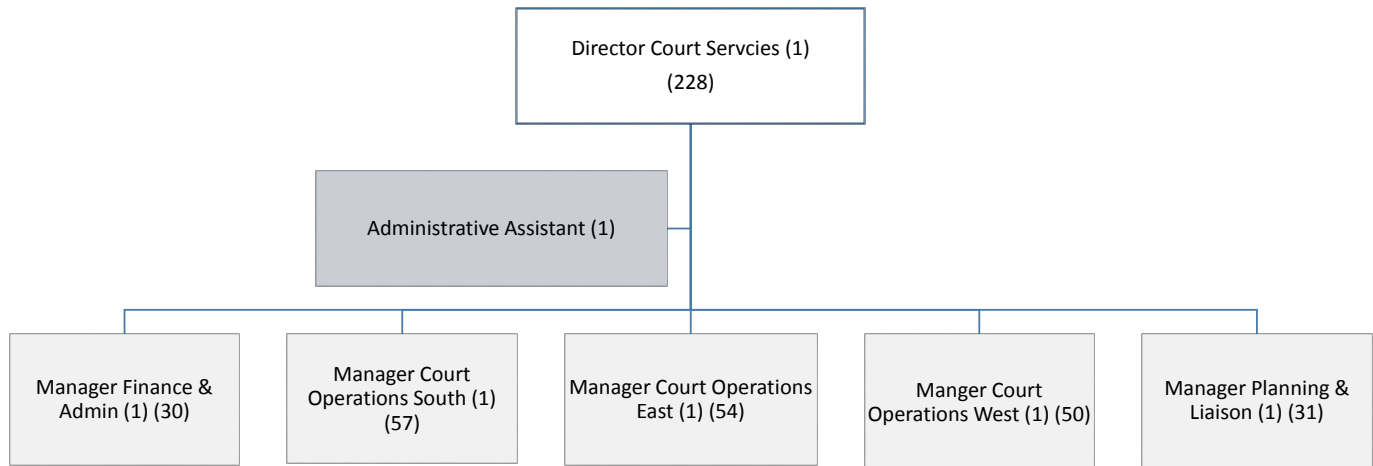 Director Court Servcies (1)
(228)
Administrative Assistant (1)
Manager Finance &
Admin (1) (30)
Manager Court
Operations South (1)
(57)
Manager Court Operations
East (1) (54)
Manger Court
Operations West (1) (50)
Manager Planning &
Liaison (1) (31)